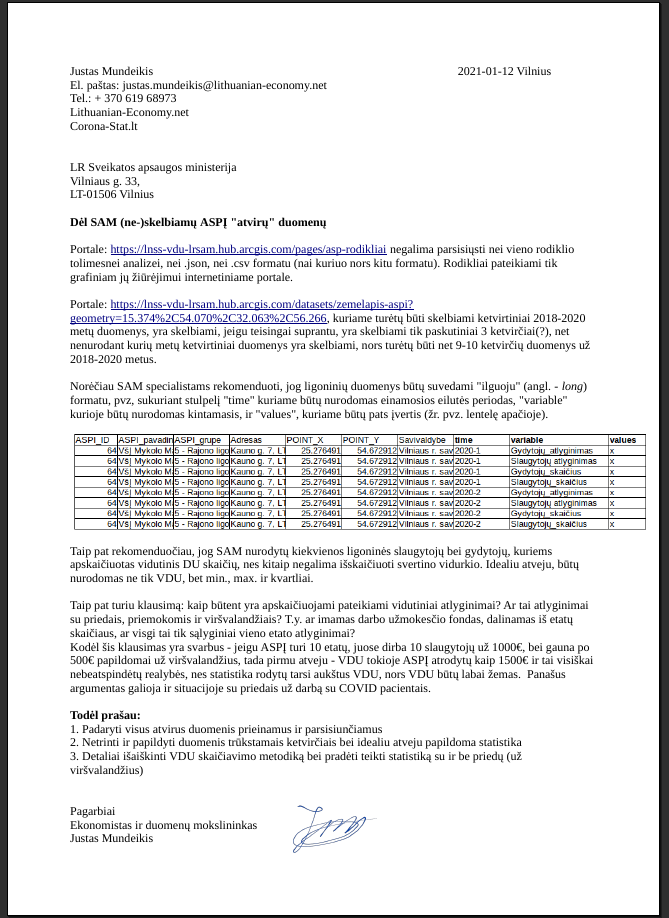 Justas Mundeikis 2021-01-12 Vilnius
El. paštas: justas.mundeikis@lithuanian-economy.net
Tel.: + 370 619 68973
Lithuanian-Economy.net
Corona-Stat.lt
LR Sveikatos apsaugos ministerija
Vilniaus g. 33,
LT-01506 Vilnius
Dėl SAM (ne-)skelbiamų ASPĮ "atvirų" duomenų
Portale: https://lnss-vdu-lrsam.hub.arcgis.com/pages/asp-rodikliai negalima parsisiųsti nei vieno rodiklio
tolimesnei analizei, nei .json, nei .csv formatu (nai kuriuo nors kitu formatu). Rodikliai pateikiami tik
grafiniam jų žiūrėjimui internetiniame portale.
Portale: https://lnss-vdu-lrsam.hub.arcgis.com/datasets/zemelapis-aspi?
geometry=15.374%2C54.070%2C32.063%2C56.266, kuriame turėtų būti skelbiami ketvirtiniai 2018-2020
metų duomenys, yra skelbiami, jeigu teisingai suprantu, yra skelbiami tik paskutiniai 3 ketvirčiai(?), net
nenurodant kurių metų ketvirtiniai duomenys yra skelbiami, nors turėtų būti net 9-10 ketvirčių duomenys už
2018-2020 metus.
Norėčiau SAM specialistams rekomenduoti, jog ligoninių duomenys būtų suvedami "ilguoju" (angl. - long)
formatu, pvz, sukuriant stulpelį "time" kuriame būtų nurodomas einamosios eilutės periodas, "variable"
kurioje būtų nurodomas kintamasis, ir "values", kuriame būtų pats įvertis (žr. pvz. lentelę apačioje).
ASPI_ID ASPI_pavadin ASPI_grupe Adresas POINT_X POINT_Y Savivaldybe time variable values
64 VšĮ Mykolo Ma 5 - Rajono ligo Kauno g. 7, LT 25.276491 54.672912 Vilniaus r. sav 2020-1 Gydytojų_atlyginimas x
64 VšĮ Mykolo Ma 5 - Rajono ligo Kauno g. 7, LT 25.276491 54.672912 Vilniaus r. sav 2020-1 Slaugytojų atlyginimas x
64 VšĮ Mykolo Ma 5 - Rajono ligo Kauno g. 7, LT 25.276491 54.672912 Vilniaus r. sav 2020-1 Gydytojų_skaičius x
64 VšĮ Mykolo Ma 5 - Rajono ligo Kauno g. 7, LT 25.276491 54.672912 Vilniaus r. sav 2020-1 Slaugytojų_skaičius x
64 VšĮ Mykolo Ma 5 - Rajono ligo Kauno g. 7, LT 25.276491 54.672912 Vilniaus r. sav 2020-2 Gydytojų_atlyginimas x
64 VšĮ Mykolo Ma 5 - Rajono ligo Kauno g. 7, LT 25.276491 54.672912 Vilniaus r. sav 2020-2 Slaugytojų atlyginimas x
64 VšĮ Mykolo Ma 5 - Rajono ligo Kauno g. 7, LT 25.276491 54.672912 Vilniaus r. sav 2020-2 Gydytojų_skaičius x
64 VšĮ Mykolo Ma 5 - Rajono ligo Kauno g. 7, LT 25.276491 54.672912 Vilniaus r. sav 2020-2 Slaugytojų_skaičius x
Taip pat rekomenduočiau, jog SAM nurodytų kiekvienos ligoninės slaugytojų bei gydytojų, kuriems
apskaičiuotas vidutinis DU skaičių, nes kitaip negalima išskaičiuoti svertino vidurkio. Idealiu atveju, būtų
nurodomas ne tik VDU, bet min., max. ir kvartliai.
Taip pat turiu klausimą: kaip būtent yra apskaičiuojami pateikiami vidutiniai atlyginimai? Ar tai atlyginimai
su priedais, priemokomis ir viršvalandžiais? T.y. ar imamas darbo užmokesčio fondas, dalinamas iš etatų
skaičiaus, ar visgi tai tik sąlyginiai vieno etato atlyginimai?
Kodėl šis klausimas yra svarbus - jeigu ASPĮ turi 10 etatų, juose dirba 10 slaugytojų už 1000€, bei gauna po
500€ papildomai už viršvalandžius, tada pirmu atveju - VDU tokioje ASPĮ atrodytų kaip 1500€ ir tai visiškai
nebeatspindėtų realybės, nes statistika rodytų tarsi aukštus VDU, nors VDU būtų labai žemas. Panašus
argumentas galioja ir situacijoje su priedais už darbą su COVID pacientais.
Todėl prašau:
1. Padaryti visus atvirus duomenis prieinamus ir parsisiunčiamus
2. Netrinti ir papildyti duomenis trūkstamais ketvirčiais bei idealiu atveju papildoma statistika
3. Detaliai išaiškinti VDU skaičiavimo metodiką bei pradėti teikti statistiką su ir be priedų (už
viršvalandžius)
Pagarbiai
Ekonomistas ir duomenų mokslininkas
Justas Mundeikis